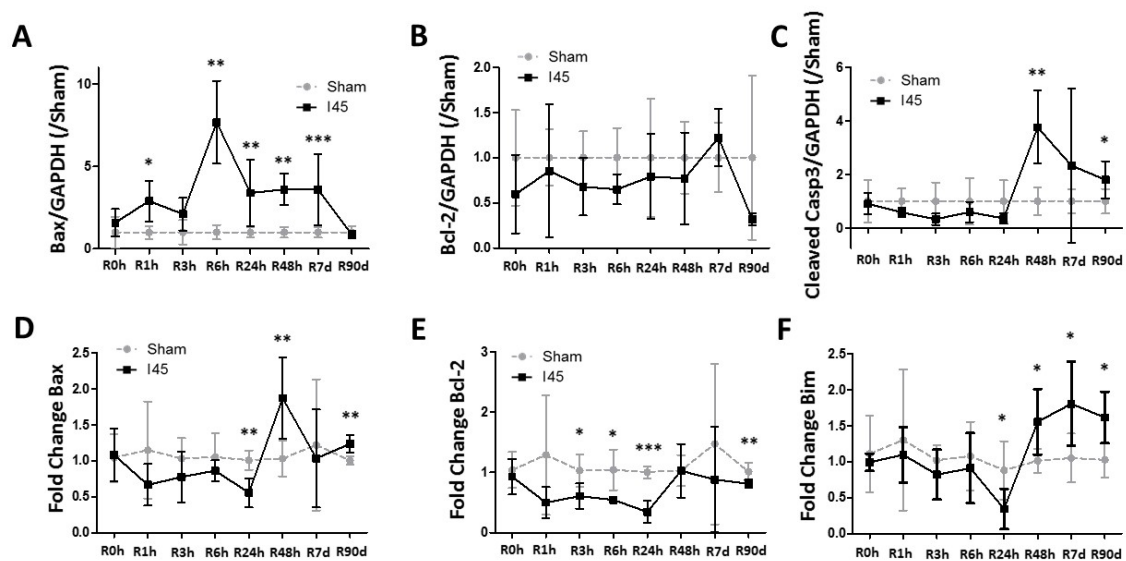 A
Bax/GAPDH (/Sham)
10
5
0
**
*
**
**
***
Sham
I45
R0h R1h R3h R6h R24h R48h R7d R90d
B
Bcl-2/GAPDH (/Sham)
2.0
1.5
1.0
0.5
0.0
Sham
I45
R0h R1h R3h R6h R24h R48h R7d R90d
C
Cleaved Casp3/GAPDH (/Sham)
6
4
2
0
Sham
I45
**
*
R0h R1h R3h R6h R24h R48h R7d R90d
D
Fold Change Bax
2.5
2.0
1.5
1.0
0.5
0.0
Sham
I45
**
**
**
R0h R1h R3h R6h R24h R48h R7d R90d
E
Fold Change Bcl-2
3
2
1
0
Sham
I45
*
*
***
**
R0h R1h R3h R6h R24h R48h R7d R90d
F
Fold Change Bim
2.5
2.0
1.5
1.0
0.5
0.0
Sham
I45
*
*
*
*
R0h R1h R3h R6h R24h R48h R7d R90d